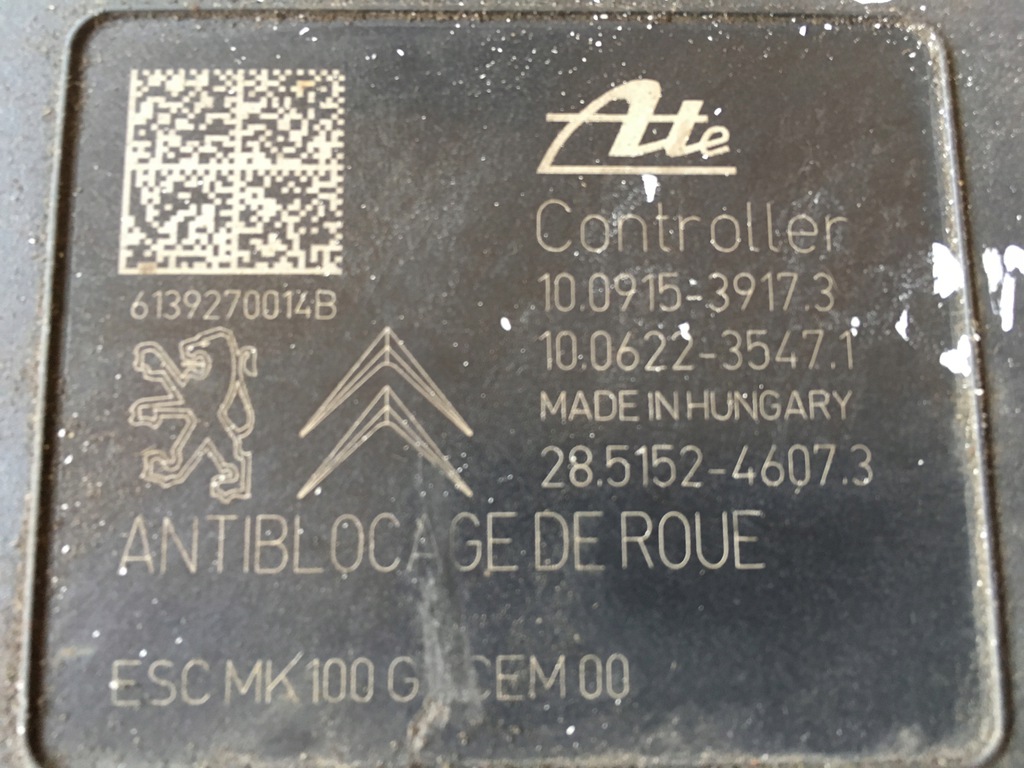 Ate
Controller
6139270014B
10.0915-3917.3
10.0622-3547.1
MADE IN HUNGARY
28.5152-4607.3
ANTIBLOCAGE DE ROUE
ESC MK100 CEM 00